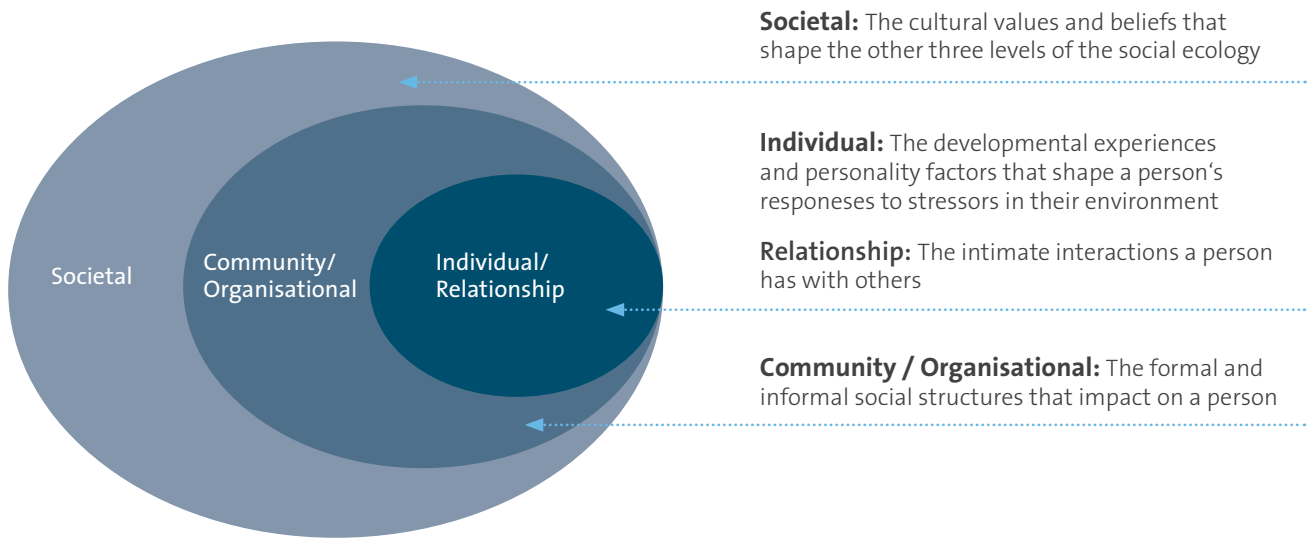 Societal: The cultural values and beliefs that
shape the other three levels of the social ecology
Individual: The developmental experiences
and personality factors that shape a person‘s
responeses to stressors in their environment
Relationship: The intimate interactions a person
has with others
Community / Organisational: The formal and
informal social structures that impact on a person
Societal
Community/
Organisational
Individual/
Relationship